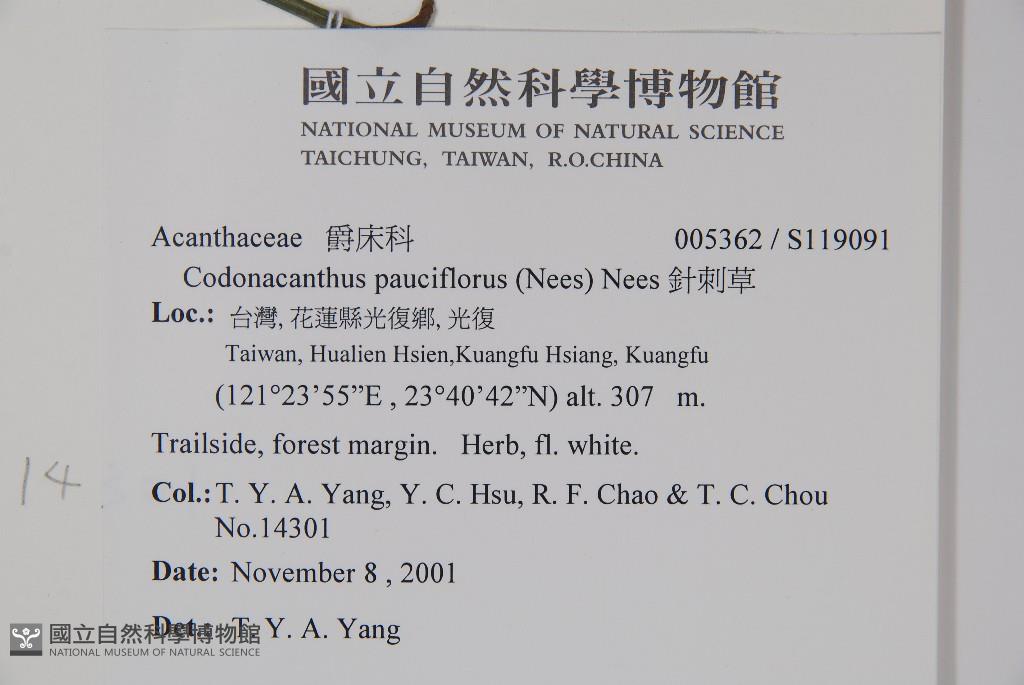 國立自然科學博物館
NATIONAL MUSEUM OF NATURAL SCIENCE
TAICHUNG, TAIWAN, R.O.CHINA
Acanthaceae 爵床科 005362 / S119091
Codonacanthus pauciflorus (Nees) Nees 針刺草
Loc.: 台灣, 花蓮縣光復鄉, 光復
Taiwan, Hualien Hsien,Kuangfu Hsiang, Kuangfu
(121°23’55”E , 23°40’42”N) alt. 307 m.
Trailside, forest margin. Herb, fl. white.
14
Col.: T. Y. A. Yang, Y. C. Hsu, R. F. Chao & T. C. Chou
No.14301
Date: November 8 , 2001
Det.: T. Y. A. Yang
國立自然科學博物館
NATIONAL MUSEUM OF NATURAL SCIENCE